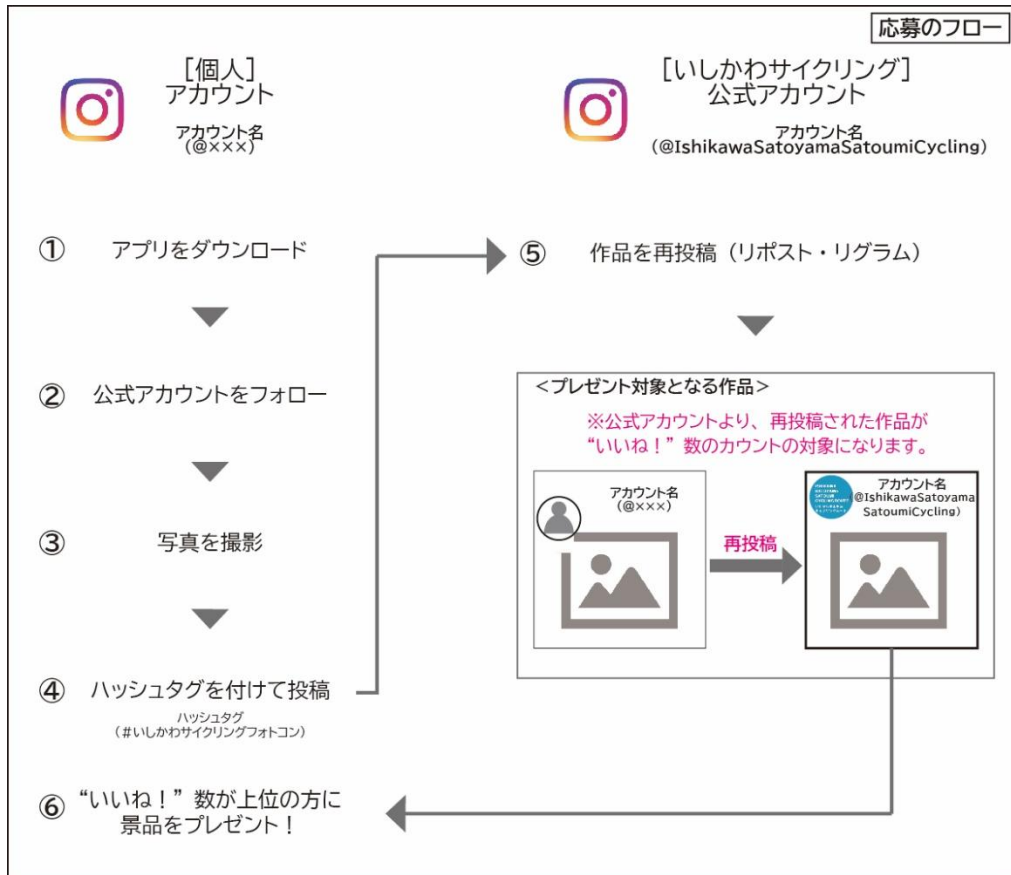 応募のフロー
［個人］
アカウント
アカウント名
（@×××）
［いしかわサイクリング］
公式アカウント
アカウント名
（@IshikawaSatoyamaSatoumiCycling）
① アプリをダウンロード
② 公式アカウントをフォロー
③ 写真を撮影
④ ハッシュタグを付けて投稿
ハッシュタグ
（#いしかわサイクリングフォトコン）
⑤ 作品を再投稿（リポスト・リグラム）
＜プレゼント対象となる作品＞
※公式アカウントより、再投稿された作品が
“いいね！”数のカウントの対象になります。
アカウント名
（@×××）
再投稿
アカウント名
（@IshikawaSatoyama
SatoumiCycling）
⑥ “いいね！”数が上位の方に
景品をプレゼント！